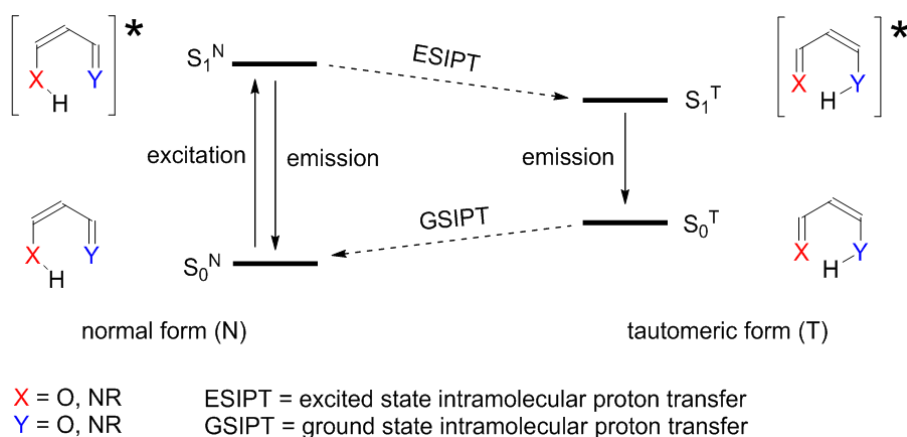 * *
S₁ᴺ ESIPT
X Y
H
X H Y
S₁ᵀ
excitation emission emission
GSIPT
S₀ᵀ
X Y
H
X H Y
S₀ᴺ
normal form (N) tautomeric form (T)
X = O, NR ESIPT = excited state intramolecular proton transfer
Y = O, NR GSIPT = ground state intramolecular proton transfer